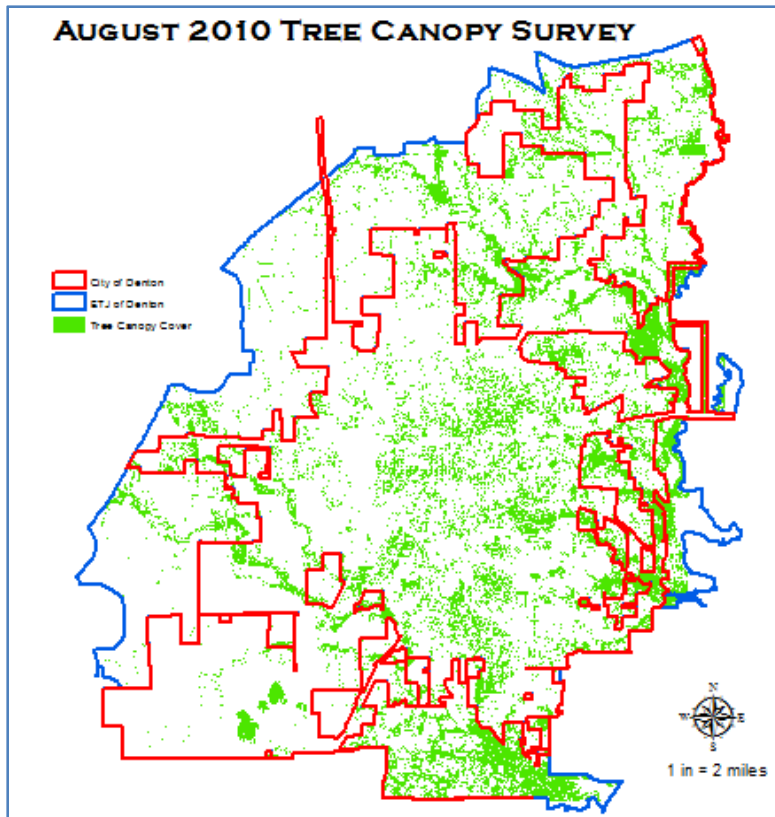 AUGUST 2010 TREE CANOPY SURVEY
City of Denton
ETJ of Denton
Tree Canopy Cover
N
W E
S
1 in = 2 miles